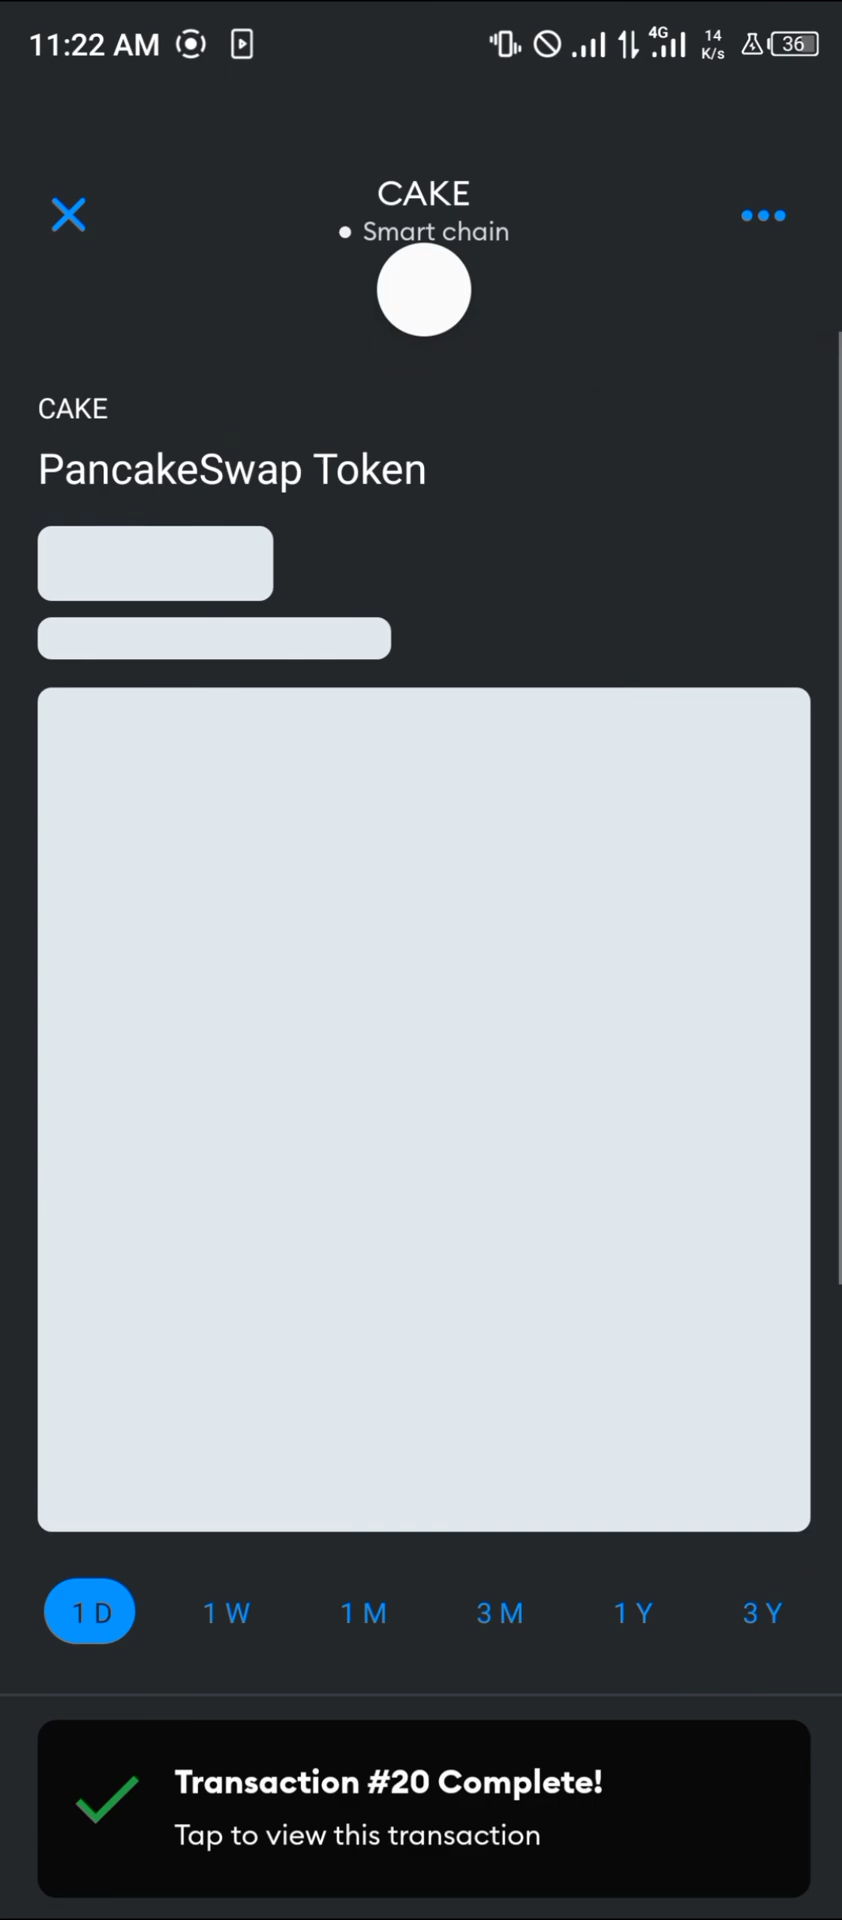 11:22 AM
4G
14
K/s
36
CAKE
Smart chain
CAKE
PancakeSwap Token
1 D 1 W 1 M 3 M 1 Y 3 Y
Transaction #20 Complete!
Tap to view this transaction